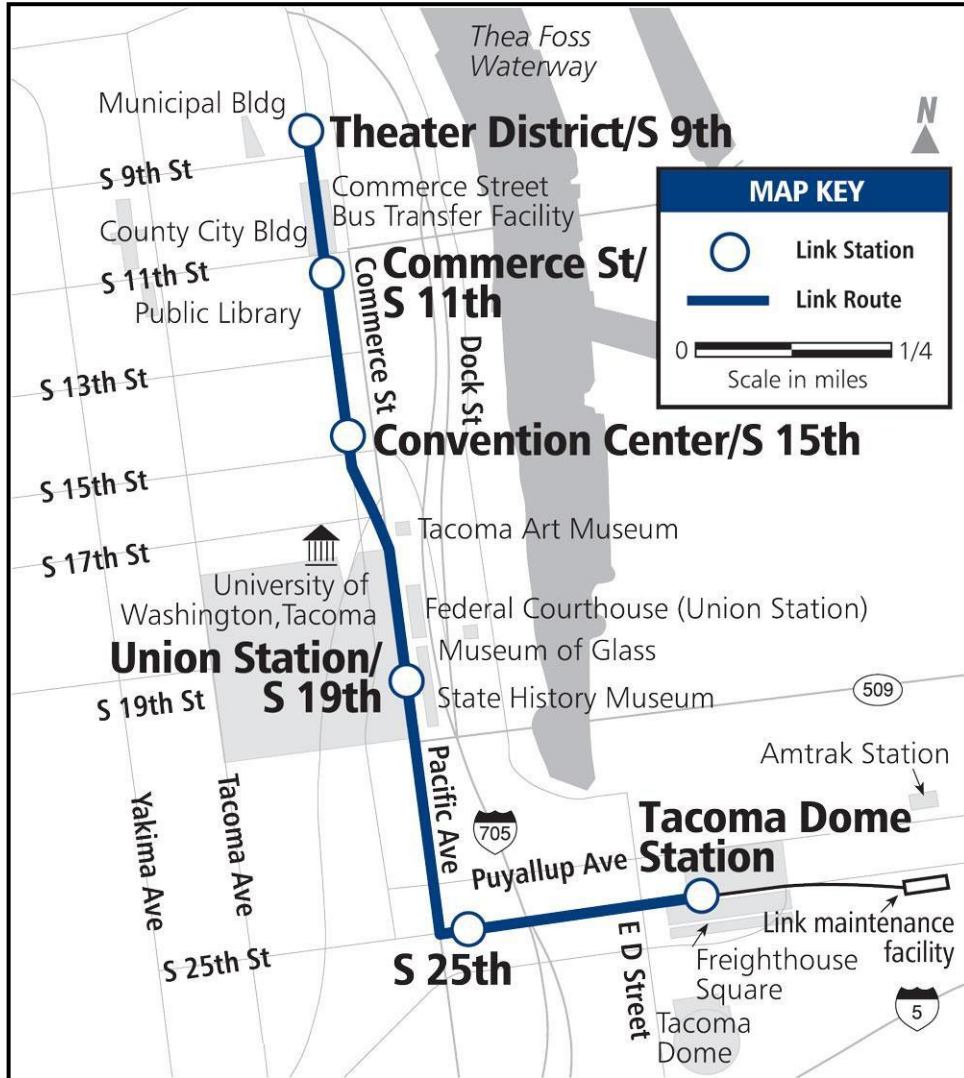 Thea Foss
Waterway
Municipal Bldg
Theater District/S 9th
N
S 9th St
Commerce Street
Bus Transfer Facility
MAP KEY
Link Station
Link Route
0
1/4
Scale in miles
County City Bldg
S 11th St
Commerce St/
S 11th
Public Library
Commerce St
Dock St
S 13th St
Convention Center/S 15th
S 15th St
Tacoma Art Museum
S 17th St
University of
Washington,Tacoma
Federal Courthouse (Union Station)
Museum of Glass
Union Station/
S 19th
State History Museum
S 19th St
509
Amtrak Station
Pacific Ave
Tacoma Ave
Yakima Ave
705
Tacoma Dome
Station
Puyallup Ave
Link maintenance
facility
S 25th St
S 25th
E D Street
Freighthouse
Square
5
Tacoma
Dome